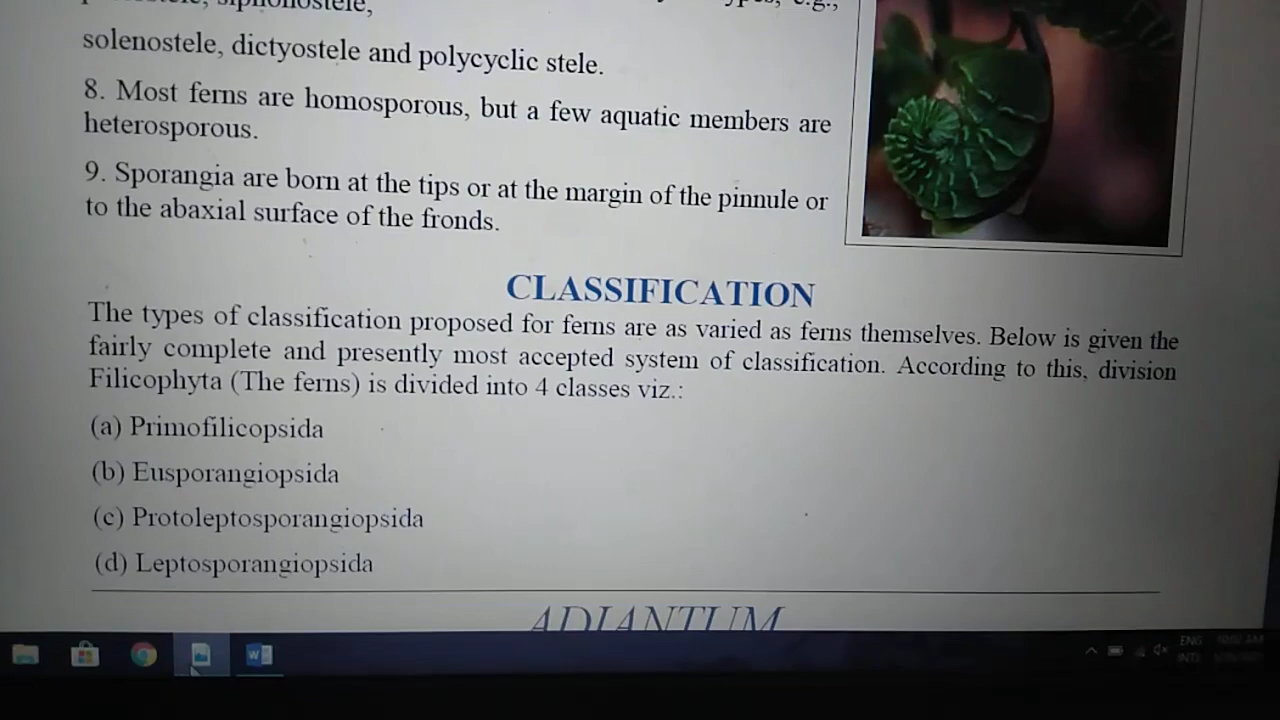 siphonostele,
e.g.,
solenostele, dictyostele and polycyclic stele.
8. Most ferns are homosporous, but a few aquatic members are
heterosporous.
9. Sporangia are born at the tips or at the margin of the pinnule or
to the abaxial surface of the fronds.
CLASSIFICATION
The types of classification proposed for ferns are as varied as ferns themselves. Below is given the
fairly complete and presently most accepted system of classification. According to this, division
Filicophyta (The ferns) is divided into 4 classes viz.:
(a) Primofilicopsida
(b) Eusporangiopsida
(c) Protoleptosporangiopsida
(d) Leptosporangiopsida
ADIANTUM
W
ENG
INTL